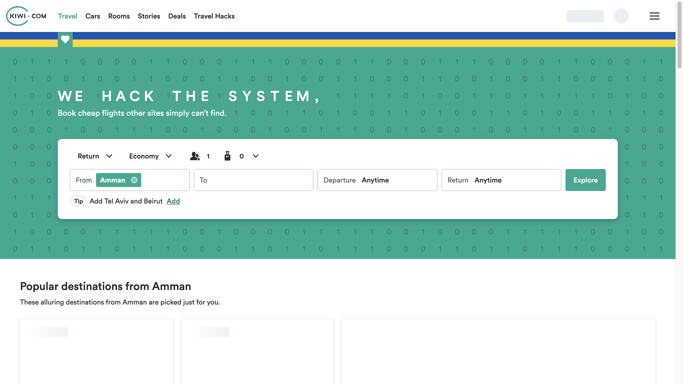 KIWI·COM Travel Cars Rooms Stories Deals Travel Hacks
WE HACK THE SYSTEM,
Book cheap flights other sites simply can't find.
Return Economy 1 0
From Amman To Departure Anytime Return Anytime Explore
Tip Add Tel Aviv and Beirut Add
Popular destinations from Amman
These alluring destinations from Amman are picked just for you.